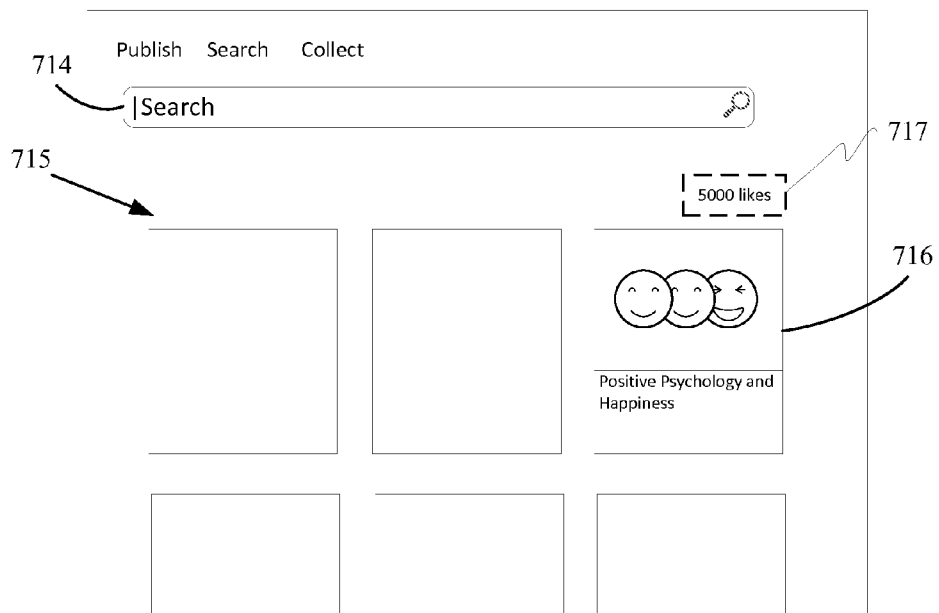 Publish Search Collect
714
Search
717
715
5000 likes
716
Positive Psychology and
Happiness